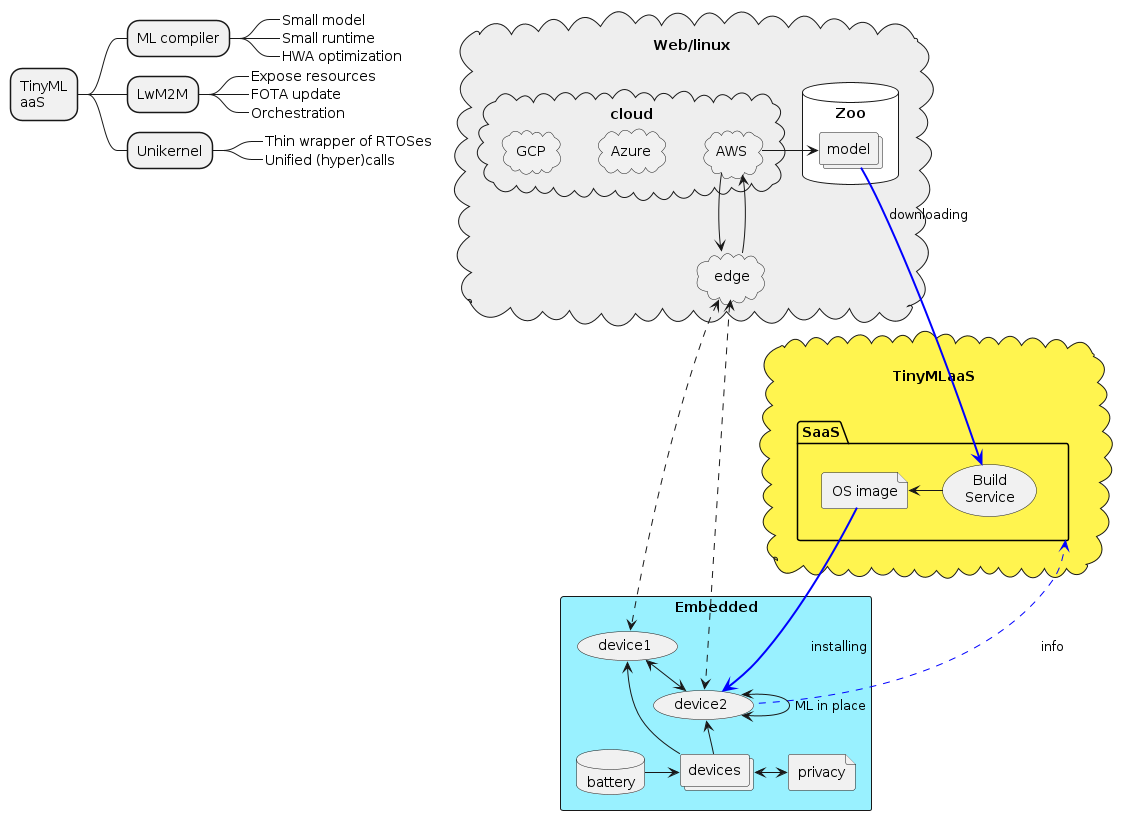 TinyML
aaS
ML compiler
Small model
Small runtime
HWA optimization
LwM2M
Expose resources
FOTA update
Orchestration
Unikernel
Thin wrapper of RTOSes
Unified (hyper)calls
Web/linux
cloud
GCP
Azure
AWS
Zoo
model
downloading
edge
TinyMLaaS
SaaS
OS image
Build
Service
Embedded
device1
installing
info
device2
ML in place
battery
devices
privacy